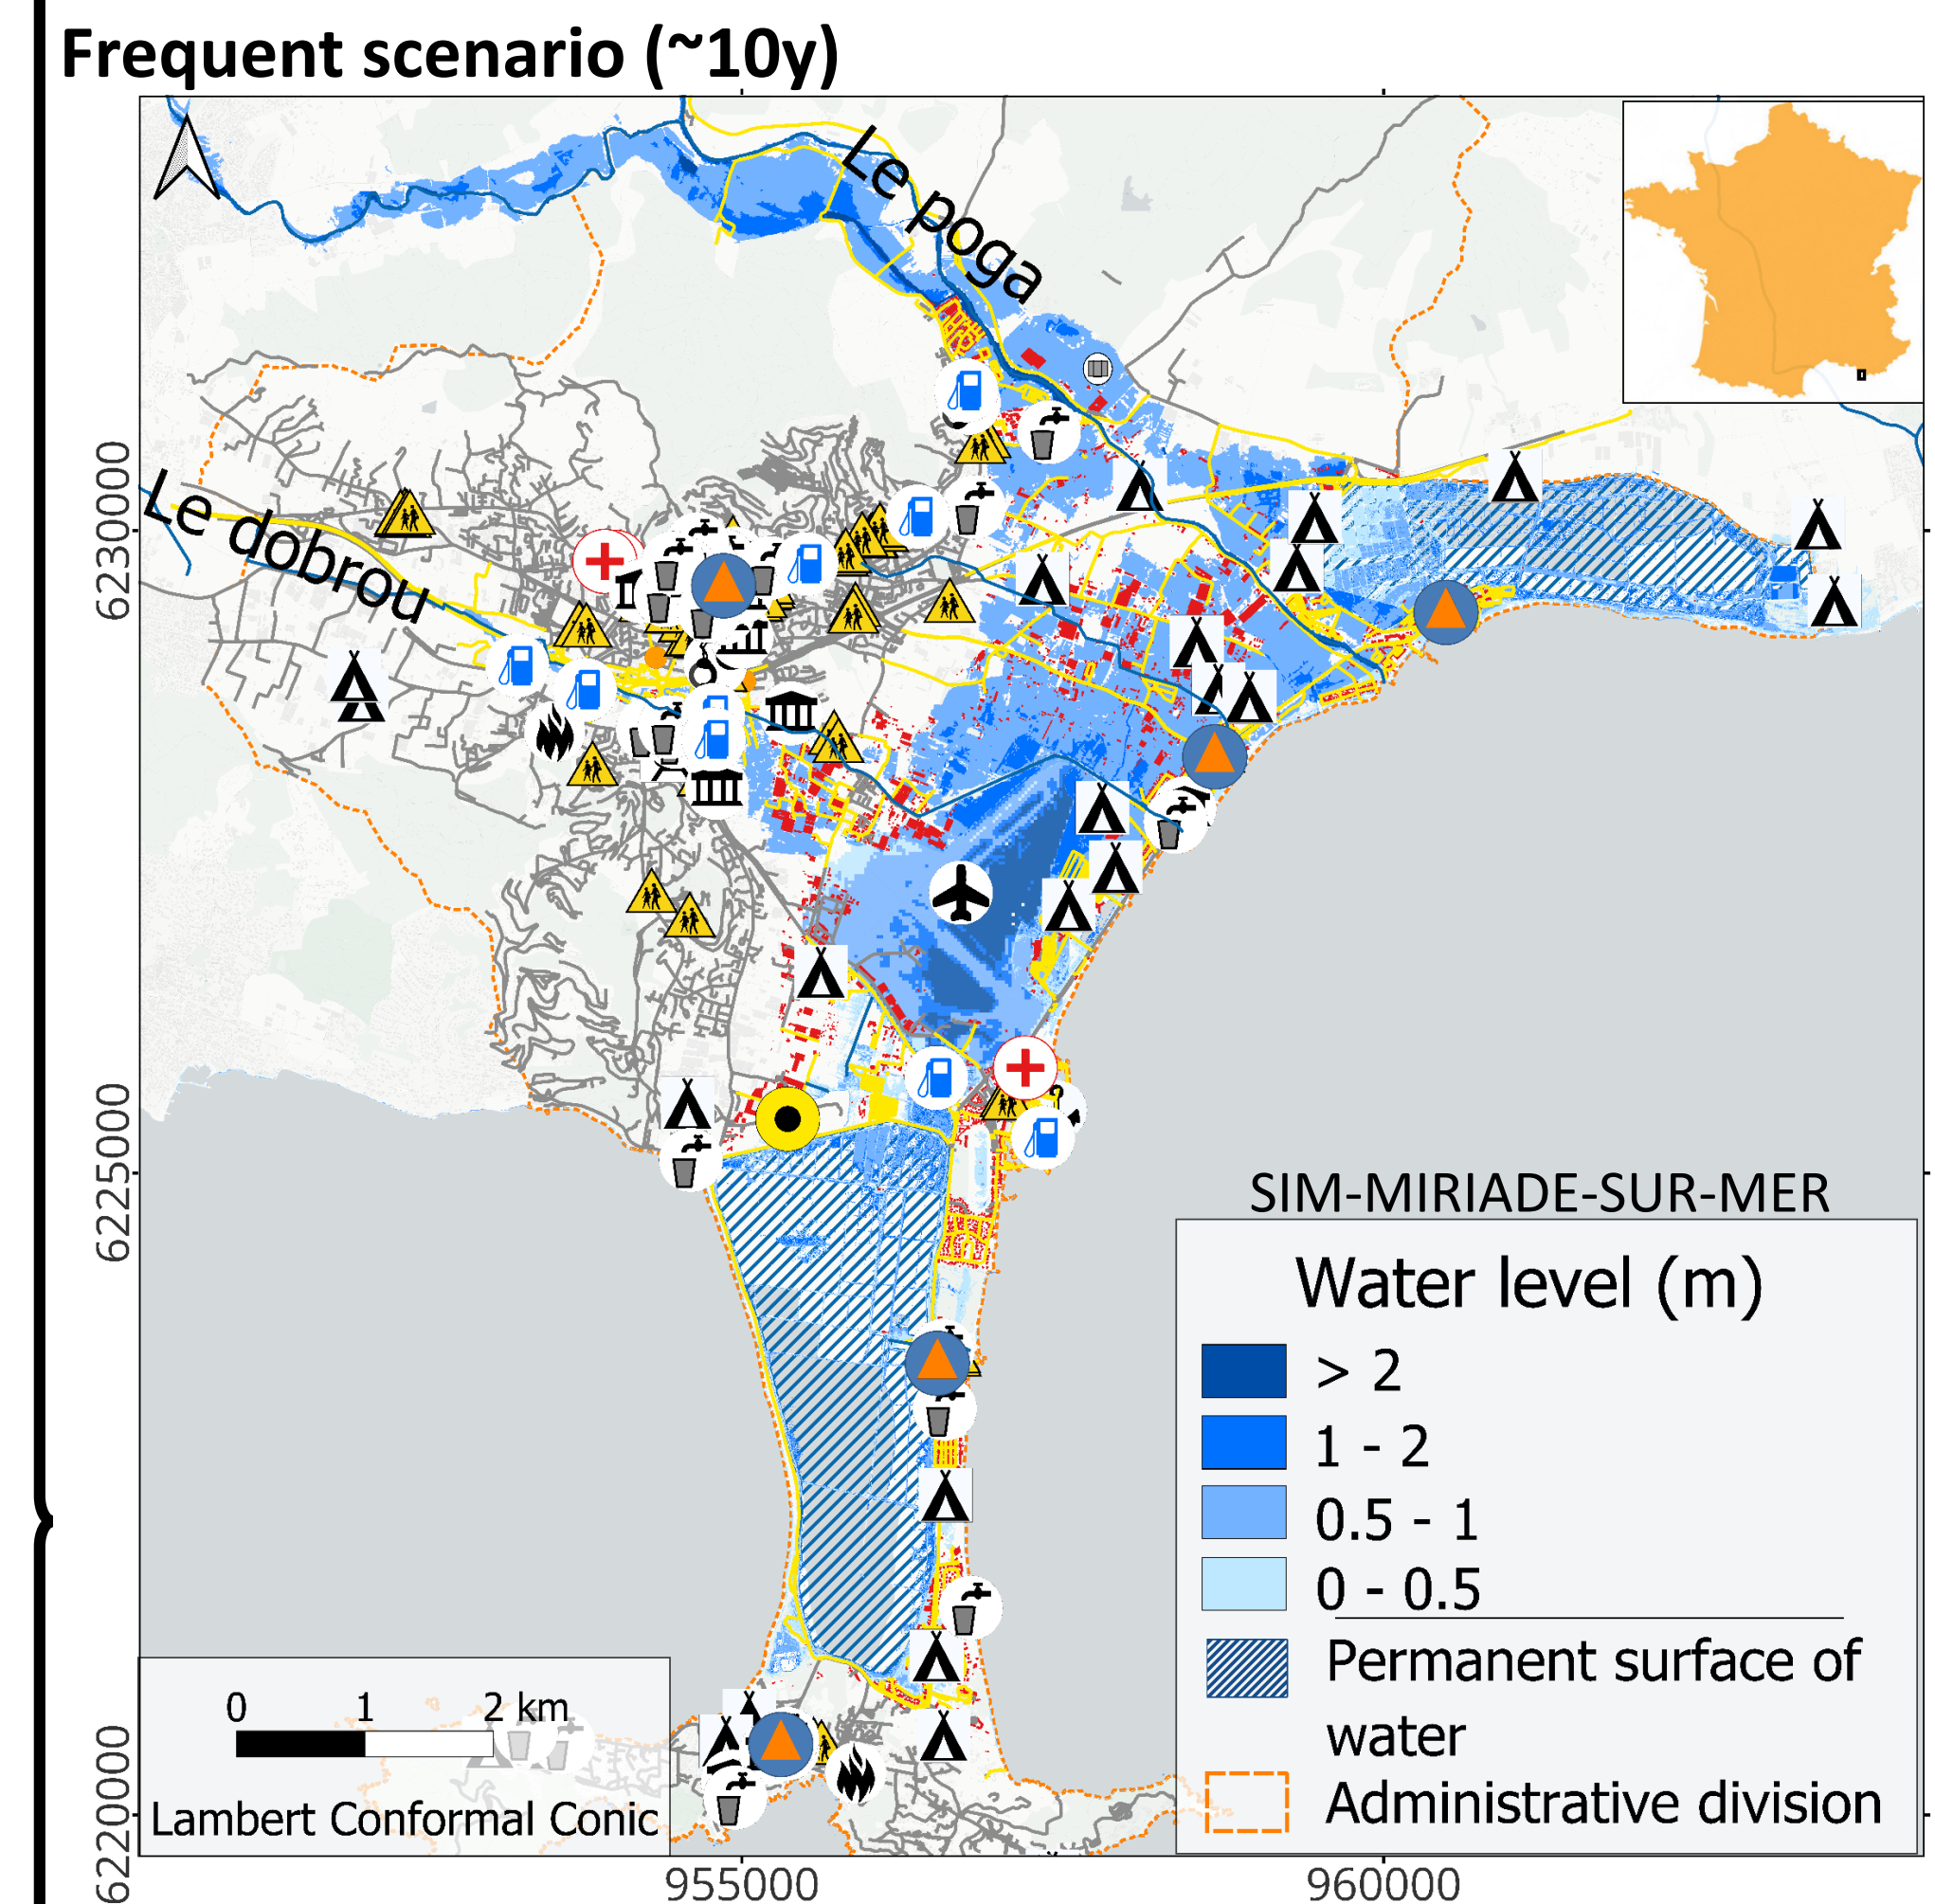 Frequent scenario (~10y)
Le poga
Le dobrou
6230000
6225000
6220000
955000
960000
SIM-MIRIADE-SUR-MER
Water level (m)
> 2
1 - 2
0.5 - 1
0 - 0.5
Permanent surface of
water
Administrative division
0 1 2 km
Lambert Conformal Conic